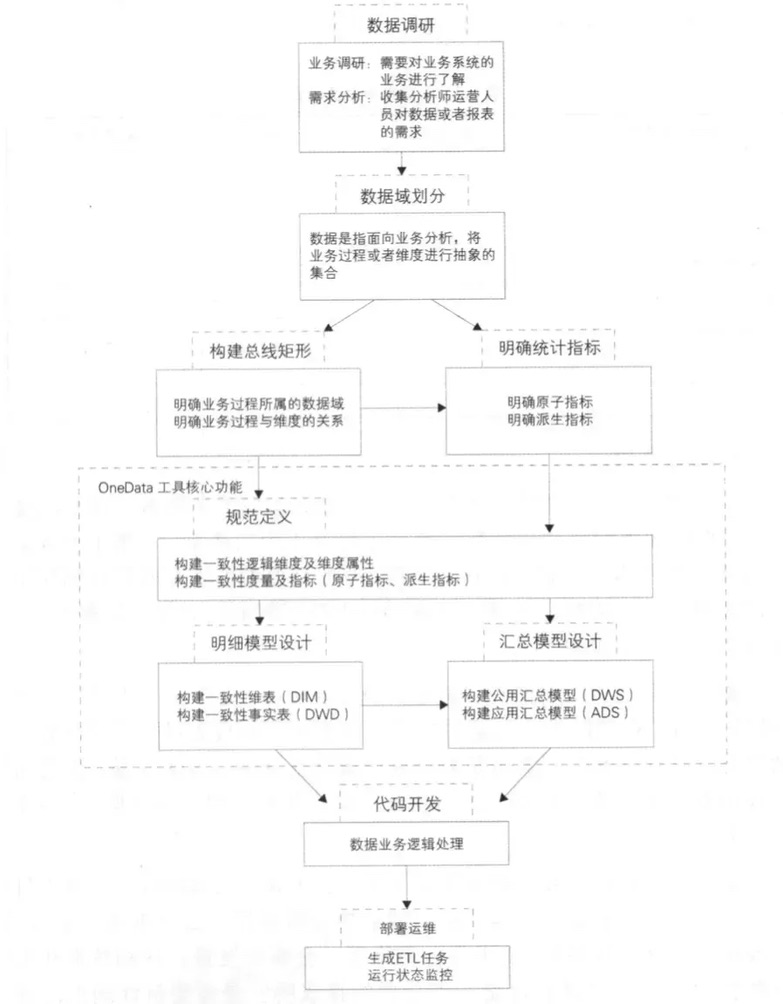 数据调研
业务调研：需要对业务系统的
业务进行了解
需求分析：收集分析师运营人
员对数据或者报表
的需求
数据域划分
数据是指面向业务分析，将
业务过程或者维度进行抽象的
集合
构建总线矩形
明确统计指标
明确业务过程所属的数据域
明确业务过程与维度的关系
明确原子指标
明确派生指标
OneData 工具核心功能
规范定义
构建一致性逻辑维度及维度属性
构建一致性度量及指标（原子指标、派生指标）
明细模型设计
汇总模型设计
构建一致性维表（DIM）
构建一致性事实表（DWD）
构建公用汇总模型（DWS）
构建应用汇总模型（ADS）
代码开发
数据业务逻辑处理
部署运维
生成ETL任务
运行状态监控